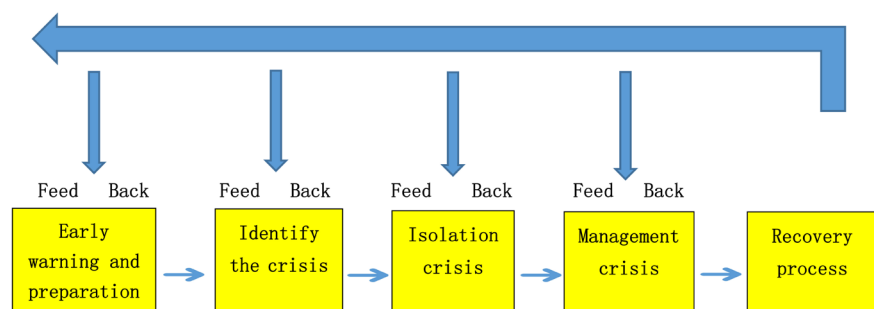 Feed Back Feed Back Feed Back Feed Back
Early
warning and
preparation
Identify
the crisis
Isolation
crisis
Management
crisis
Recovery
process